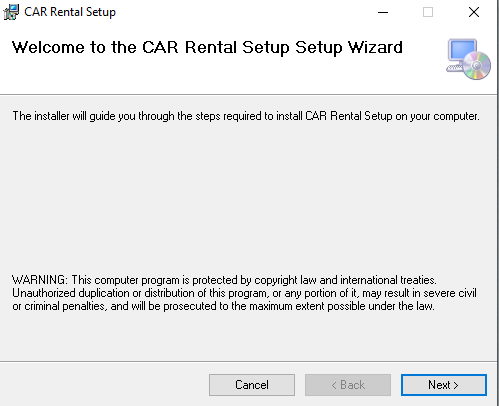 CAR Rental Setup
Welcome to the CAR Rental Setup Setup Wizard
The installer will guide you through the steps required to install CAR Rental Setup on your computer.
WARNING: This computer program is protected by copyright law and international treaties.
Unauthorized duplication or distribution of this program, or any portion of it, may result in severe civil
or criminal penalties, and will be prosecuted to the maximum extent possible under the law.
Cancel
< Back
Next >